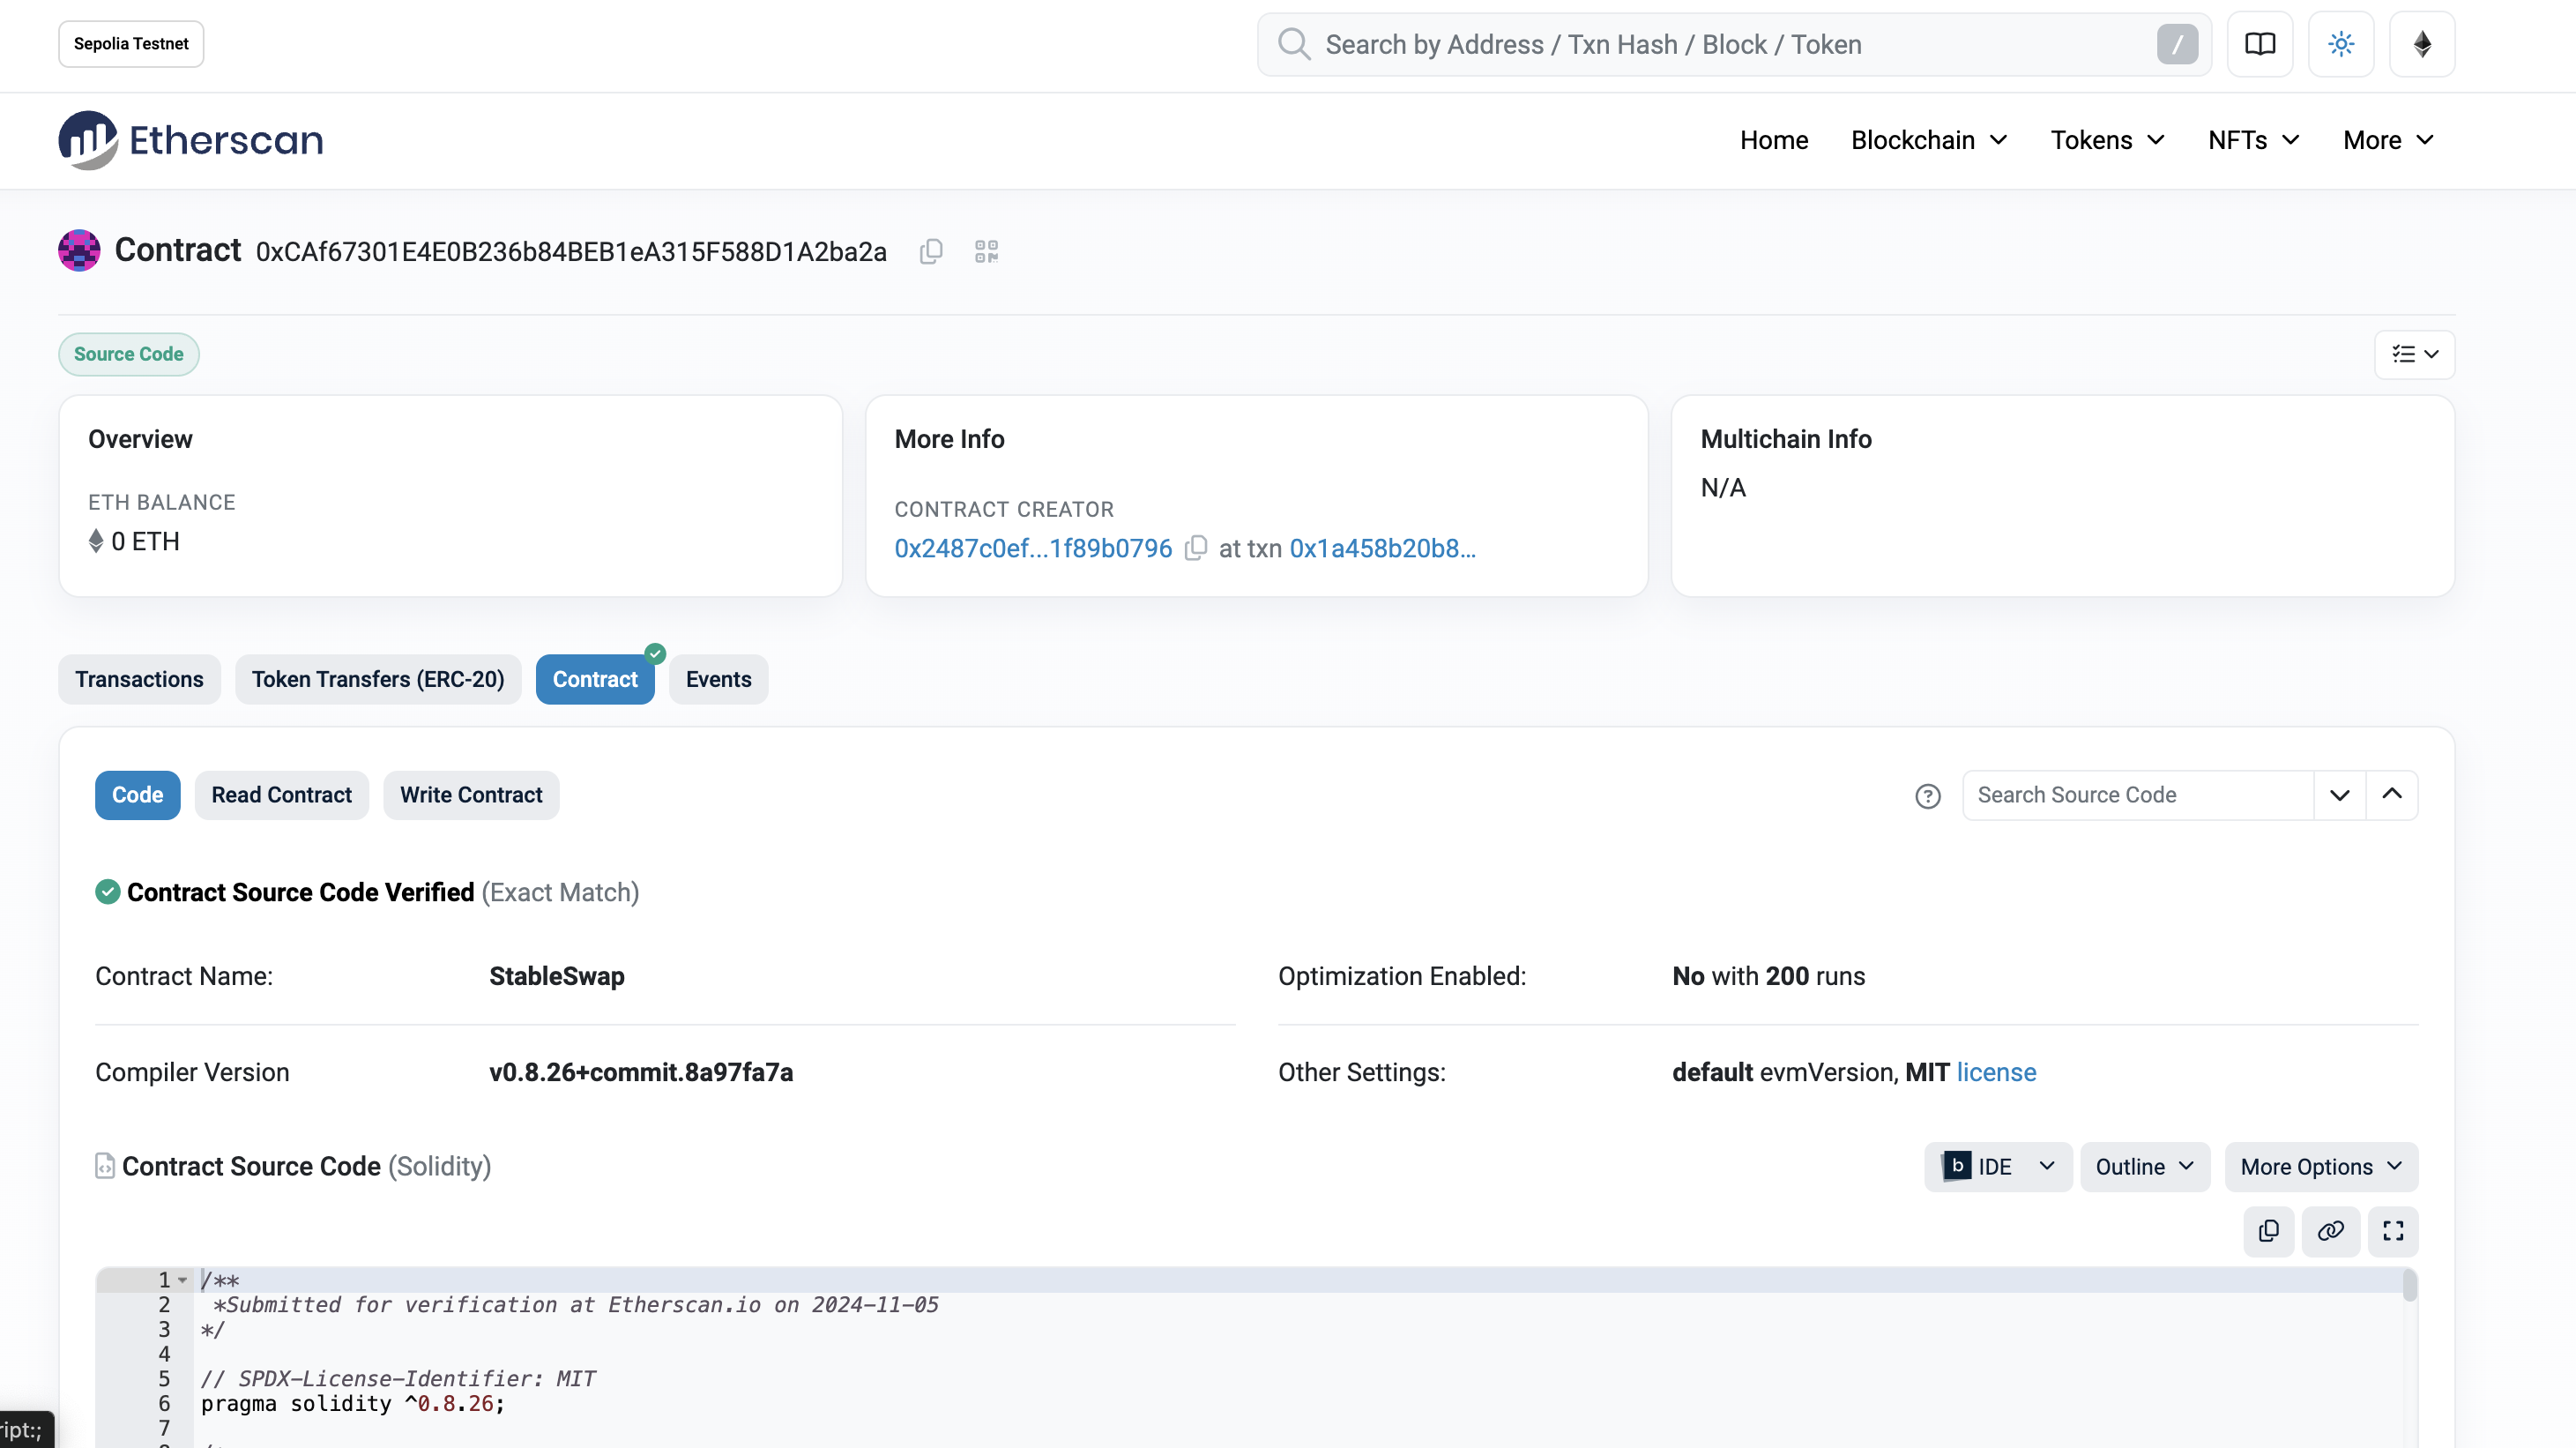 Sepolia Testnet
Search by Address / Txn Hash / Block / Token
/
Etherscan
Home
Blockchain
Tokens
NFTs
More
Contract 0xCAf67301E4E0B236b84BEB1eA315F588D1A2ba2a
Source Code
Overview
ETH BALANCE
0 ETH
More Info
CONTRACT CREATOR
0x2487c0ef...1f89b0796 at txn 0x1a458b20b8...
Multichain Info
N/A
Transactions
Token Transfers (ERC-20)
Contract
Events
Code
Read Contract
Write Contract
Search Source Code
Contract Source Code Verified (Exact Match)
Contract Name:
StableSwap
Optimization Enabled:
No with 200 runs
Compiler Version
v0.8.26+commit.8a97fa7a
Other Settings:
default evmVersion, MIT license
Contract Source Code (Solidity)
b IDE
Outline
More Options
1 /**
2 *Submitted for verification at Etherscan.io on 2024-11-05
3 */
4
5 // SPDX-License-Identifier: MIT
6 pragma solidity ^0.8.26;
7
ript:;